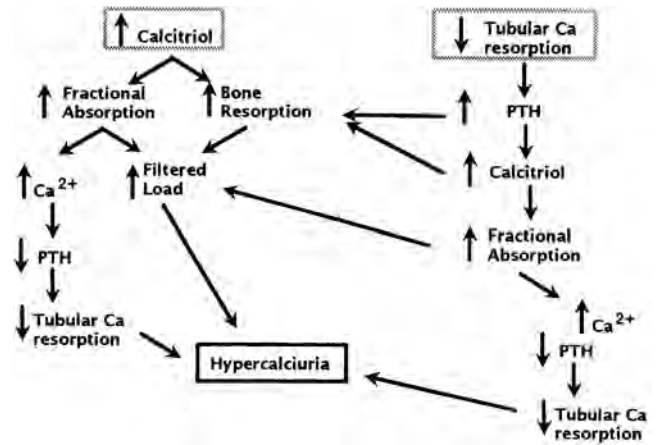 Calcitriol
Fractional
Absorption
Bone
Resorption
Ca2+
Filtered
Load
PTH
Tubular Ca
resorption
Hypercalciuria
Tubular Ca
resorption
PTH
Calcitriol
Fractional
Absorption
Ca2+
PTH
Tubular Ca
resorption